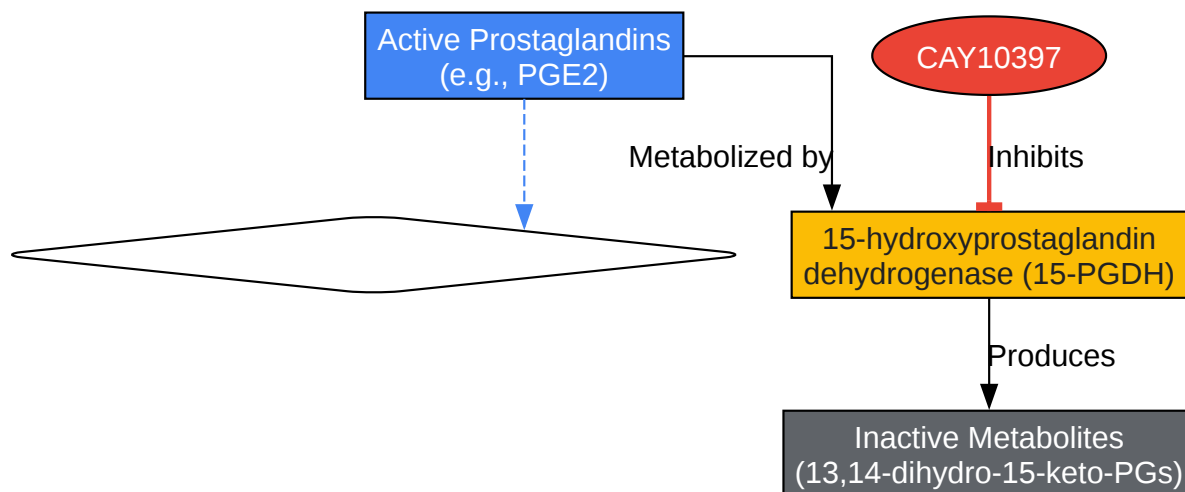 Active Prostaglandins
(e.g., PGE2)
CAY10397
Metabolized by
Inhibits
15-hydroxyprostaglandin
dehydrogenase (15-PGDH)
Produces
Inactive Metabolites
(13,14-dihydro-15-keto-PGs)